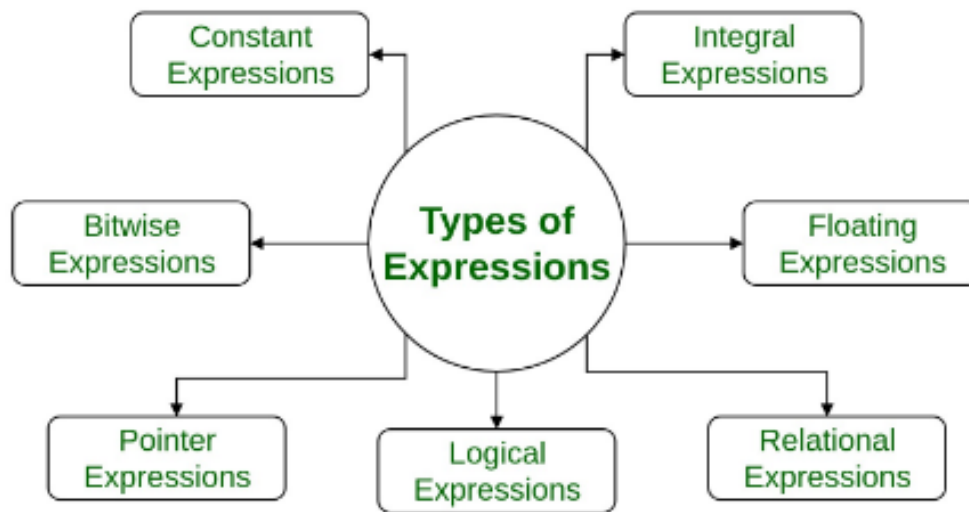 Constant
Expressions
Integral
Expressions
Types of
Expressions
Bitwise
Expressions
Floating
Expressions
Pointer
Expressions
Logical
Expressions
Relational
Expressions